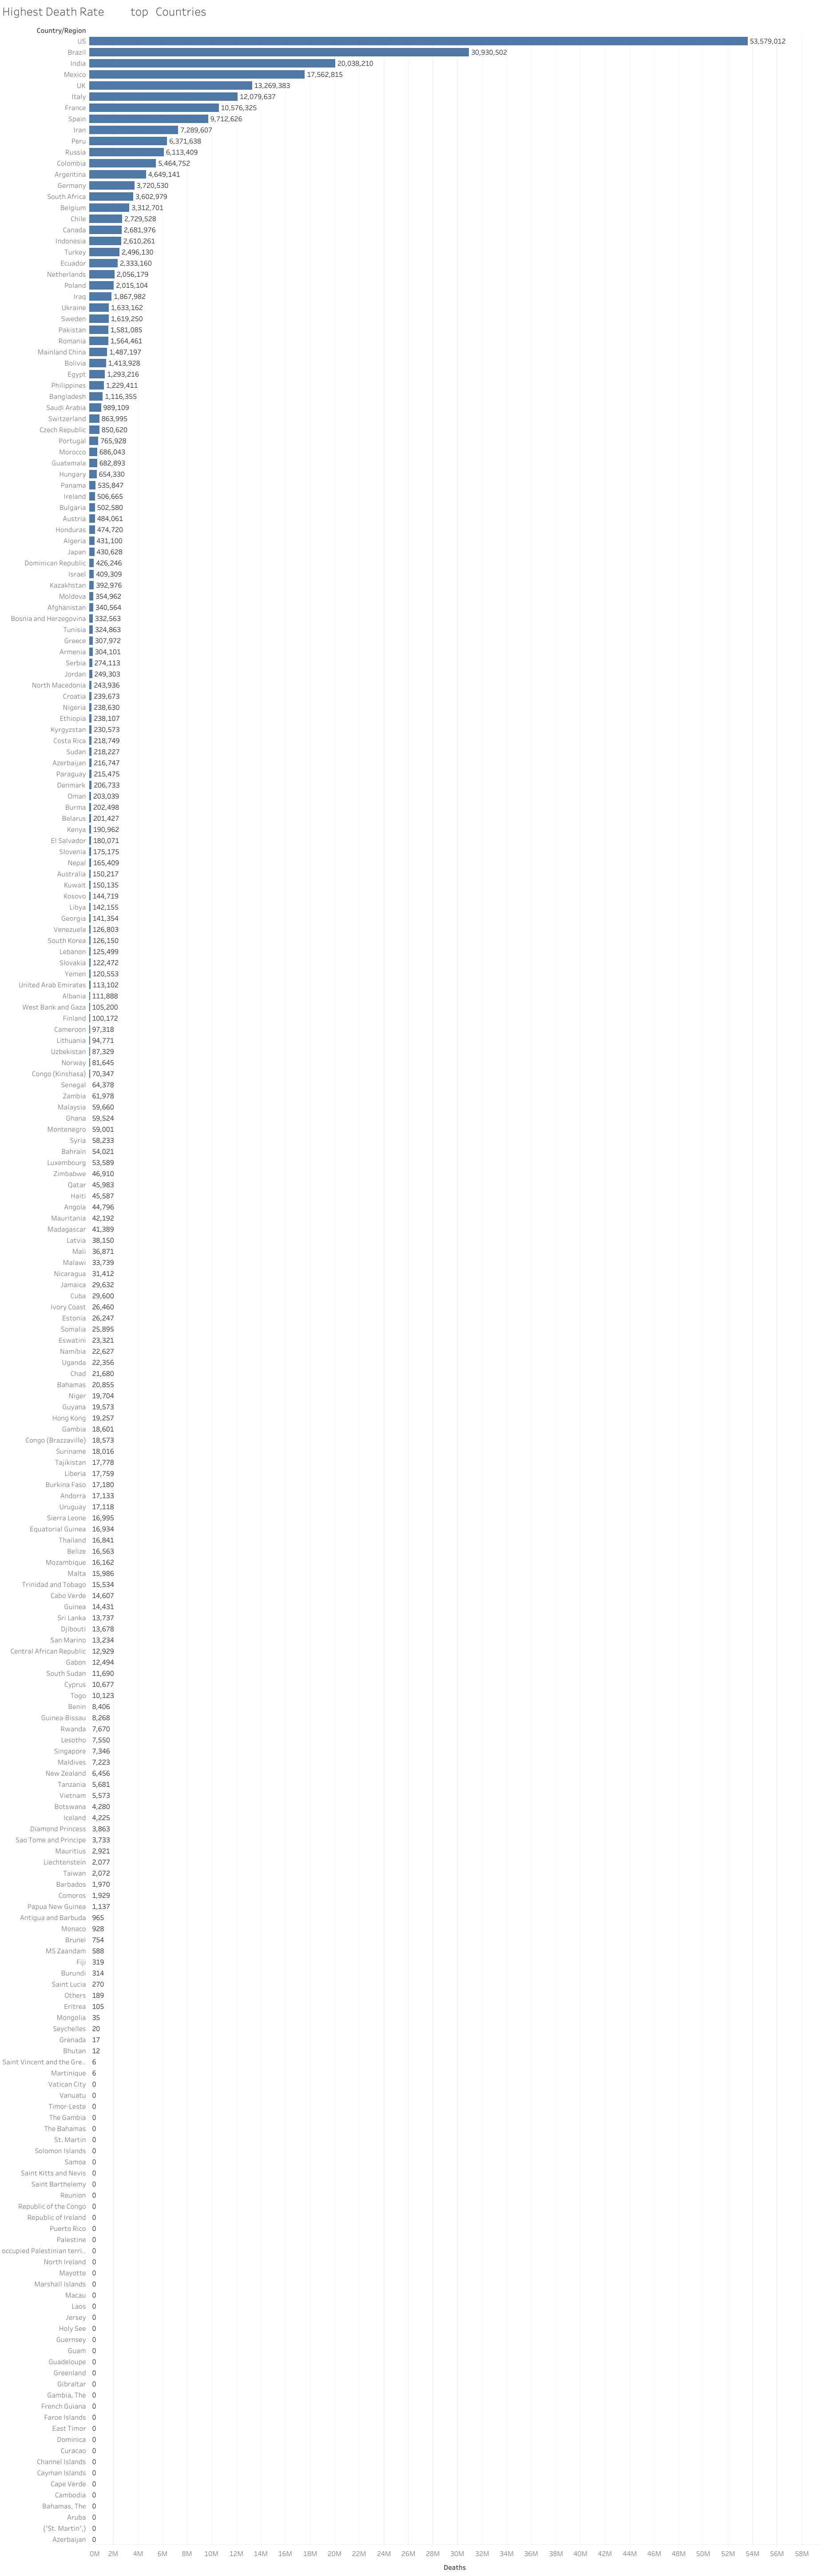 Highest Death Rate top Countries
Country/Region
US 53,579,012
Brazil 30,930,502
India 20,038,210
Mexico 17,562,815
UK 13,269,383
Italy 12,079,637
France 10,576,325
Spain 9,712,626
Iran 7,289,607
Peru 6,371,638
Russia 6,113,409
Colombia 5,464,752
Argentina 4,649,141
Germany 3,720,530
South Africa 3,602,979
Belgium 3,312,701
Chile 2,729,528
Canada 2,681,976
Indonesia 2,610,261
Turkey 2,496,130
Ecuador 2,333,160
Netherlands 2,056,179
Poland 2,015,104
Iraq 1,867,982
Ukraine 1,633,162
Sweden 1,619,250
Pakistan 1,581,085
Romania 1,564,461
Mainland China 1,487,197
Bolivia 1,413,928
Egypt 1,293,216
Philippines 1,229,411
Bangladesh 1,116,355
Saudi Arabia 989,109
Switzerland 863,995
Czech Republic 850,620
Portugal 765,928
Morocco 686,043
Guatemala 682,893
Hungary 654,330
Panama 535,847
Ireland 506,665
Bulgaria 502,580
Austria 484,061
Honduras 474,720
Algeria 431,100
Japan 430,628
Dominican Republic 426,246
Israel 409,309
Kazakhstan 392,976
Moldova 354,962
Afghanistan 340,564
Bosnia and Herzegovina 332,563
Tunisia 324,863
Greece 307,972
Armenia 304,101
Serbia 274,113
Jordan 249,303
North Macedonia 243,936
Croatia 239,673
Nigeria 238,630
Ethiopia 238,107
Kyrgyzstan 230,573
Costa Rica 218,749
Sudan 218,227
Azerbaijan 216,747
Paraguay 215,475
Denmark 206,733
Oman 203,039
Burma 202,498
Belarus 201,427
Kenya 190,962
El Salvador 180,071
Slovenia 175,175
Nepal 165,409
Australia 150,217
Kuwait 150,135
Kosovo 144,719
Libya 142,155
Georgia 141,354
Venezuela 126,803
South Korea 126,150
Lebanon 125,499
Slovakia 122,472
Yemen 120,553
United Arab Emirates 113,102
Albania 111,888
West Bank and Gaza 105,200
Finland 100,172
Cameroon 97,318
Lithuania 94,771
Uzbekistan 87,329
Norway 81,645
Congo (Kinshasa) 70,347
Senegal 64,378
Zambia 61,978
Malaysia 59,660
Ghana 59,524
Montenegro 59,001
Syria 58,233
Bahrain 54,021
Luxembourg 53,589
Zimbabwe 46,910
Qatar 45,983
Haiti 45,587
Angola 44,796
Mauritania 42,192
Madagascar 41,389
Latvia 38,150
Mali 36,871
Malawi 33,739
Nicaragua 31,412
Jamaica 29,632
Cuba 29,600
Ivory Coast 26,460
Estonia 26,247
Somalia 25,895
Eswatini 23,321
Namibia 22,627
Uganda 22,356
Chad 21,680
Bahamas 20,855
Niger 19,704
Guyana 19,573
Hong Kong 19,257
Gambia 18,601
Congo (Brazzaville) 18,573
Suriname 18,016
Tajikistan 17,778
Liberia 17,759
Burkina Faso 17,180
Andorra 17,133
Uruguay 17,118
Sierra Leone 16,995
Equatorial Guinea 16,934
Thailand 16,841
Belize 16,563
Mozambique 16,162
Malta 15,986
Trinidad and Tobago 15,534
Cabo Verde 14,607
Guinea 14,431
Sri Lanka 13,737
Djibouti 13,678
San Marino 13,234
Central African Republic 12,929
Gabon 12,494
South Sudan 11,690
Cyprus 10,677
Togo 10,123
Benin 8,406
Guinea-Bissau 8,268
Rwanda 7,670
Lesotho 7,550
Singapore 7,346
Maldives 7,223
New Zealand 6,456
Tanzania 5,681
Vietnam 5,573
Botswana 4,280
Iceland 4,225
Diamond Princess 3,863
Sao Tome and Principe 3,733
Mauritius 2,921
Liechtenstein 2,077
Taiwan 2,072
Barbados 1,970
Comoros 1,929
Papua New Guinea 1,137
Antigua and Barbuda 965
Monaco 928
Brunei 754
MS Zaandam 588
Fiji 319
Burundi 314
Saint Lucia 270
Others 189
Eritrea 105
Mongolia 35
Seychelles 20
Grenada 17
Bhutan 12
Saint Vincent and the Gre.. 6
Martinique 6
Vatican City 0
Vanuatu 0
Timor-Leste 0
The Gambia 0
The Bahamas 0
St. Martin 0
Solomon Islands 0
Samoa 0
Saint Kitts and Nevis 0
Saint Barthelemy 0
Reunion 0
Republic of the Congo 0
Republic of Ireland 0
Puerto Rico 0
Palestine 0
occupied Palestinian terri.. 0
North Ireland 0
Mayotte 0
Marshall Islands 0
Macau 0
Laos 0
Jersey 0
Holy See 0
Guernsey 0
Guam 0
Guadeloupe 0
Greenland 0
Gibraltar 0
Gambia, The 0
French Guiana 0
Faroe Islands 0
East Timor 0
Dominica 0
Curacao 0
Channel Islands 0
Cayman Islands 0
Cape Verde 0
Cambodia 0
Bahamas, The 0
Aruba 0
('St. Martin',) 0
Azerbaijan 0
0M 2M 4M 6M 8M 10M 12M 14M 16M 18M 20M 22M 24M 26M 28M 30M 32M 34M 36M 38M 40M 42M 44M 46M 48M 50M 52M 54M 56M 58M
Deaths